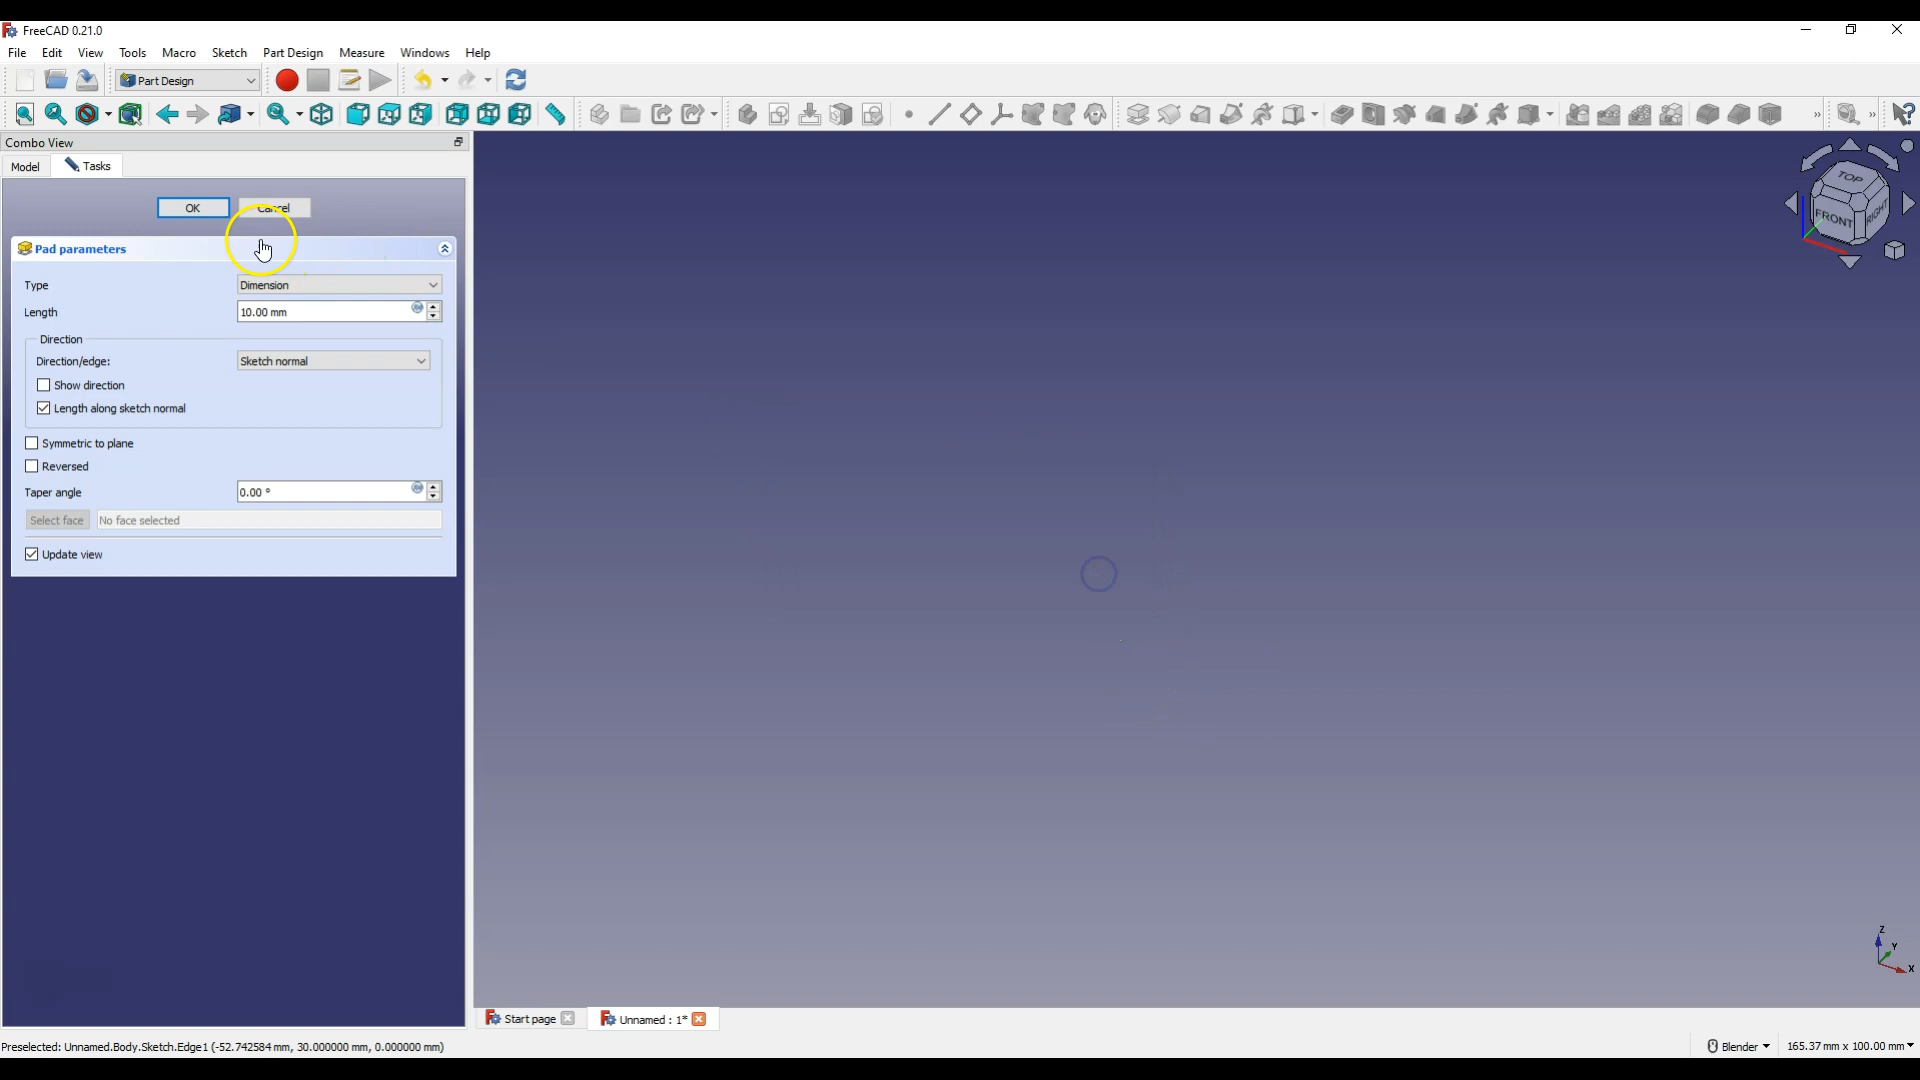 FreeCAD 0.21.0
File Edit View Tools Macro Sketch Part Design Measure Windows Help
Part Design
Combo View
Model Tasks
OK Cancel
Pad parameters
Type Dimension
Length 10.00 mm
Direction
Direction/edge: Sketch normal
Show direction
Length along sketch normal
Symmetric to plane
Reversed
Taper angle 0.00 °
Select face No face selected
Update view
TOP
FRONT RIGHT
Z
Y
X
Start page Unnamed : 1*
Preselected: Unnamed.Body.Sketch.Edge1 (-52.742584 mm, 30.000000 mm, 0.000000 mm) Blender 165.37 mm x 100.00 mm